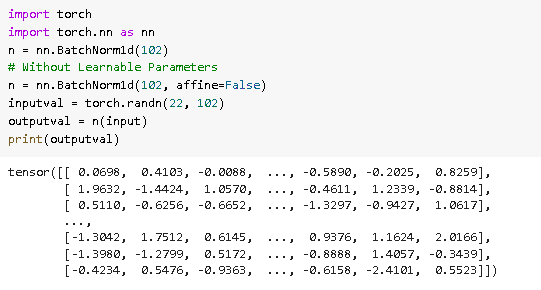 import torch
import torch.nn as nn
n = nn.BatchNorm1d(102)
# Without Learnable Parameters
n = nn.BatchNorm1d(102, affine=False)
inputval = torch.randn(22, 102)
outputval = n(input)
print(outputval)
tensor([[ 0.0698, 0.4103, -0.0088, ..., -0.5890, -0.2025, 0.8259],
[ 1.9632, -1.4424, 1.0570, ..., -0.4611, 1.2339, -0.8814],
[ 0.5110, -0.6256, -0.6652, ..., -1.3297, -0.9427, 1.0617],
...,
[-1.3042, 1.7512, 0.6145, ..., 0.9376, 1.1624, 2.0166],
[-1.3980, -1.2799, 0.5172, ..., -0.8888, 1.4057, -0.3439],
[-0.4234, 0.5476, -0.9363, ..., -0.6158, -2.4101, 0.5523]])